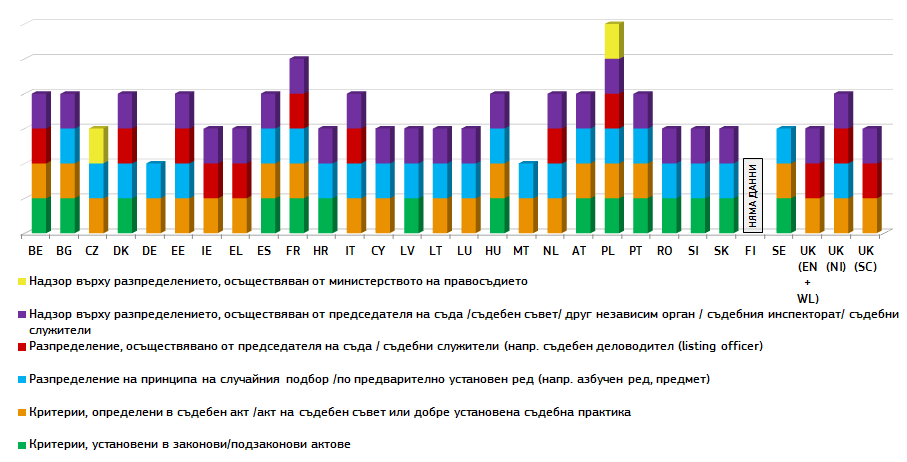 НЯМА ДАННИ
BE BG CZ DK DE EE IE EL ES FR HR IT CY LV LT LU HU MT NL AT PL PT RO SI SK FI SE UK (EN + WL) UK (NI) UK (SC)
Надзор върху разпределението, осъществяван от министерството на правосъдието
Надзор върху разпределението, осъществяван от председателя на съда /съдебен съвет/ друг независим орган / съдебния инспекторат/ съдебни
служители
Разпределение, осъществявано от председателя на съда / съдебни служители (напр. съдебен деловодител (listing officer)
Разпределение на принципа на случайния подбор /по предварително установен ред (напр. азбучен ред, предмет)
Критерии, определени в съдебен акт /акт на съдебен съвет или добре установена съдебна практика
Критерии, установени в законови/подзаконови актове